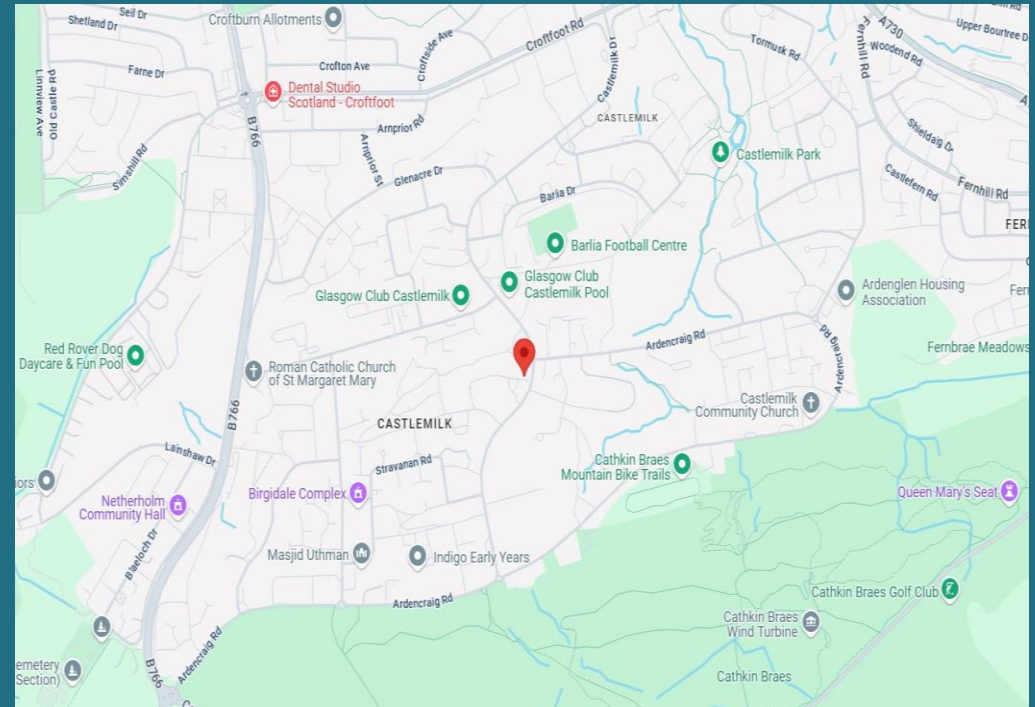 Seil Dr
Shetland Dr
Croftburn Allotments
Croftside Ave
Croftfoot Rd
Castlemilk Dr
Tormusk Rd
Fernhill Rd
A730
Woodend Rd
Upper Bourtree D
Farne Dr
Crofton Ave
Linnview Ave
Old Castle Rd
Dental Studio
Scotland - Croftfoot
B766
Arnprior Rd
CASTLEMILK
Shieldaig Dr
Simshill Rd
Arnprior St
Glenacre Dr
Castlemilk Park
Castlefern Rd
Fernhill Rd
Barlia Dr
FER
Barlia Football Centre
Glasgow Club
Castlemilk Pool
Glasgow Club Castlemilk
Ardenglen Housing
Association
Fer
Ardencraig Rd
Ardencraig Rd
Fernbrae Meadows
Red Rover Dog
Daycare & Fun Pool
Roman Catholic Church
of St Margaret Mary
B766
CASTLEMILK
Castlemilk
Community Church
Lainshaw Dr
Stravanan Rd
Cathkin Braes
Mountain Bike Trails
Birgidale Complex
Queen Mary's Seat
Netherholm
Community Hall
Blaeloch Dr
Masjid Uthman
Indigo Early Years
Cathkin Braes Golf Club
Ardencraig Rd
Cathkin Braes
Wind Turbine
Ardencraig Rd
emetery
Section)
B766
Cathkin Braes